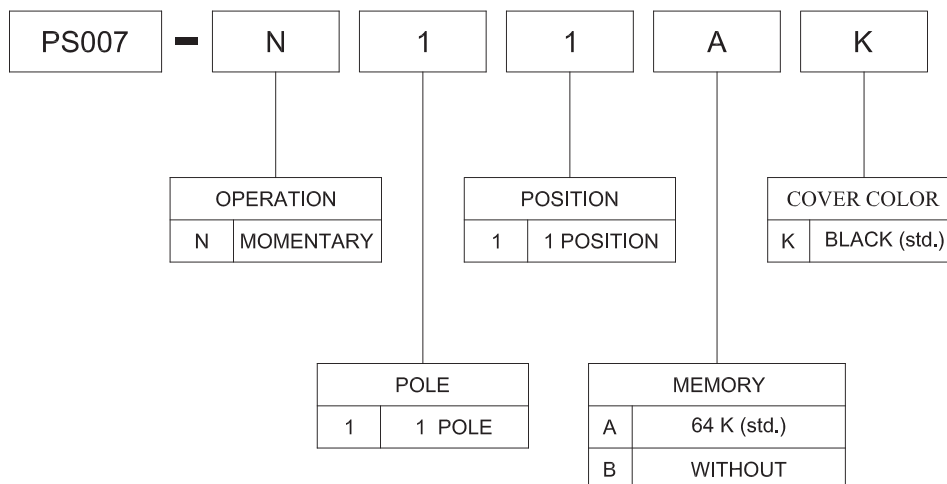 PS007 - N 1 1 A K
OPERATION
N MOMENTARY
POSITION
1 1 POSITION
COVER COLOR
K BLACK (std.)
POLE
1 1 POLE
MEMORY
A 64 K (std.)
B WITHOUT